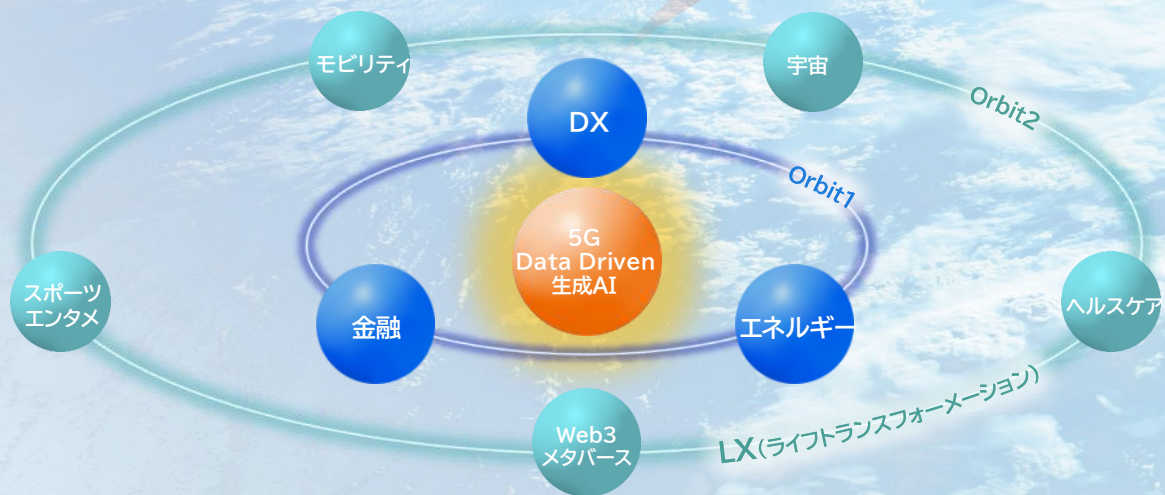 モビリティ
宇宙
Orbit2
DX
Orbit1
5G
Data Driven
生成AI
スポーツ
エンタメ
ヘルスケア
金融
エネルギー
Web3
メタバース
LX(ライフトランスフォーメーション)